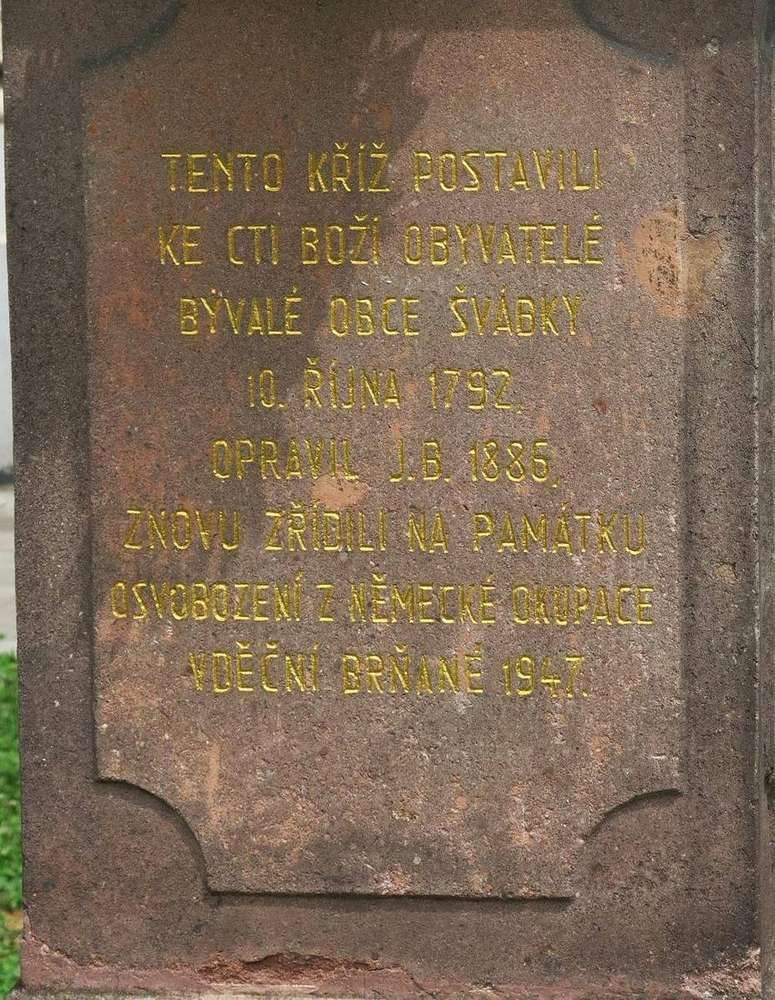 TENTO KŘÍŽ POSTAVILI
KE CTI BOŽÍ OBYVATELÉ
BÝVALÉ OBCE ŠVÁBKY
10. ŘÍJNA 1792.
OPRAVIL J.B. 1886,
ZNOVU ZŘÍDILI NA PAMÁTKU
OSVOBOZENÍ Z NĚMECKÉ OKUPACE
VDĚČNÍ BRŇANÉ 1947.